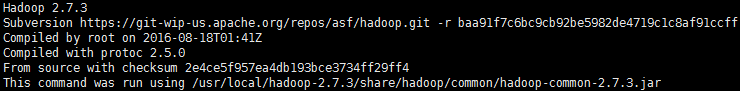 Hadoop 2.7.3
Subversion https://git-wip-us.apache.org/repos/asf/hadoop.git -r baa91f7c6bc9cb92be5982de4719c1c8af91ccff
Compiled by root on 2016-08-18T01:41Z
Compiled with protoc 2.5.0
From source with checksum 2e4ce5f957ea4db193bce3734ff29ff4
This command was run using /usr/local/hadoop-2.7.3/share/hadoop/common/hadoop-common-2.7.3.jar